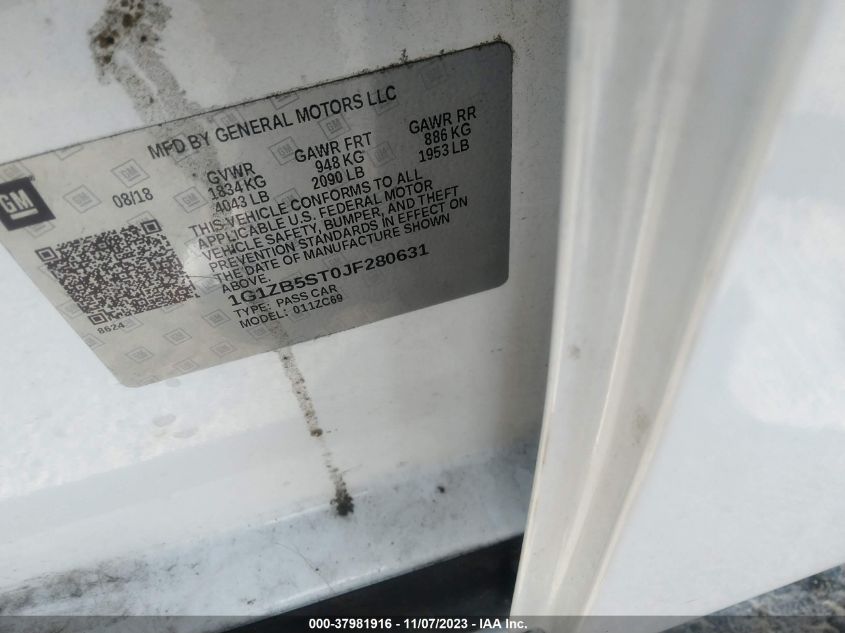 MFD BY GENERAL MOTORS LLC
GM
08/18
GVWR
1834 KG
4043 LB
GAWR FRT
948 KG
2090 LB
GAWR RR
886 KG
1953 LB
THIS VEHICLE CONFORMS TO ALL
APPLICABLE U.S. FEDERAL MOTOR
VEHICLE SAFETY, BUMPER, AND THEFT
PREVENTION STANDARDS IN EFFECT ON
THE DATE OF MANUFACTURE SHOWN
ABOVE.
1G1ZB5ST0JF280631
TYPE: PASS CAR
MODEL: 011ZC69
8624
000-37981916 - 11/07/2023 - IAA Inc.